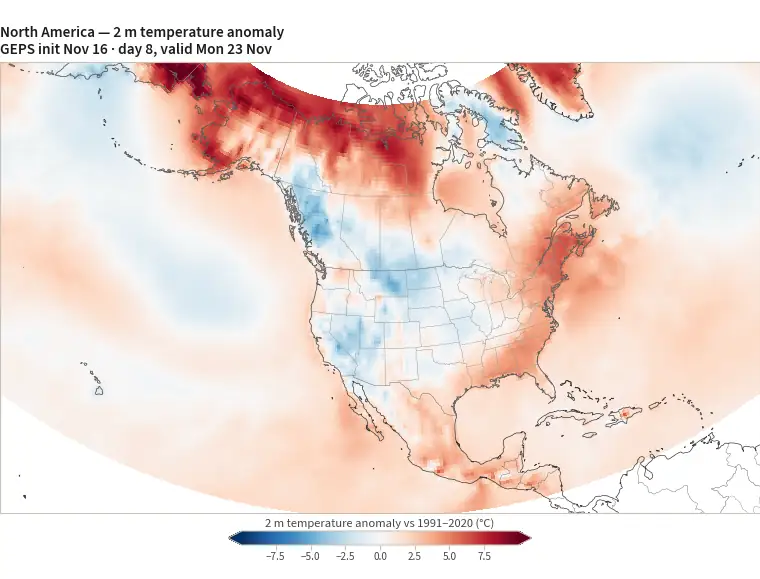 North America — 2 m temperature anomaly
GEPS init Nov 16 · day 8, valid Mon 23 Nov
2 m temperature anomaly vs 1991–2020 (°C)
−7.5 −5.0 −2.5 0.0 2.5 5.0 7.5